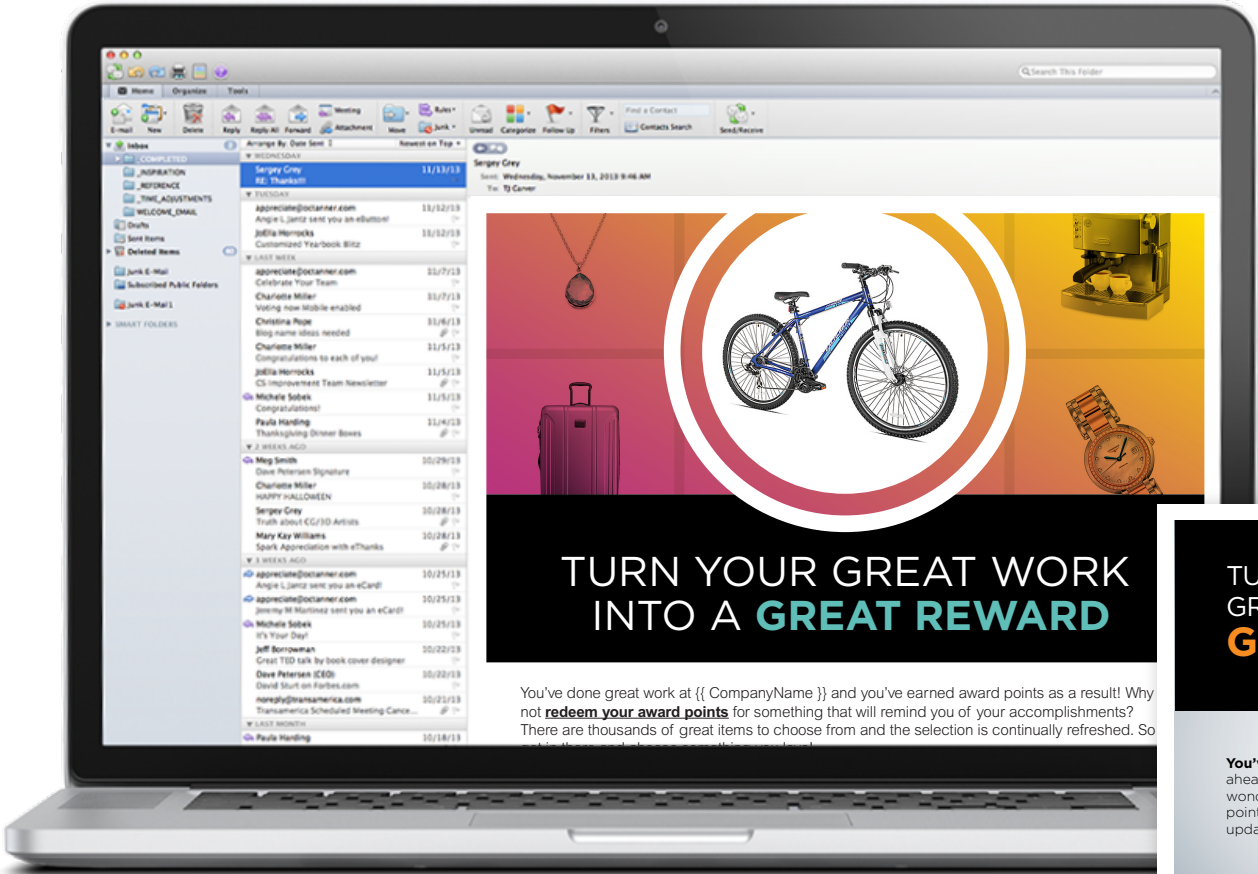 Search This Folder
Home Organize Tools
E-mail New Delete Reply Reply All Forward Meeting Attachment Move Rules Junk Unread Categorize Follow Up Filters Find a Contact Contacts Search Send/Receive
Inbox
_COMPLETED
_INSPIRATION
_REFERENCE
_TIME_ADJUSTMENTS
WELCOME_EMAIL
Drafts
Sent Items
Deleted Items
Junk E-Mail
Subscribed Public Folders
Junk E-Mail1
SMART FOLDERS
Arrange By: Date Sent Newest on Top
WEDNESDAY
Sergey Grey 11/13/13
RE: Thanks!!!
TUESDAY
appreciate@octanner.com 11/12/13
Angie L Jantz sent you an eButton!
JoElla Horrocks 11/12/13
Customized Yearbook Blitz
LAST WEEK
appreciate@octanner.com 11/7/13
Celebrate Your Team
Charlotte Miller 11/7/13
Voting now Mobile enabled
Christina Pope 11/6/13
Blog name ideas needed
Charlotte Miller 11/5/13
Congratulations to each of you!
JoElla Horrocks 11/5/13
CS Improvement Team Newsletter
Michele Sobek 11/5/13
Congratulations!
Paula Harding 11/4/13
Thanksgiving Dinner Boxes
2 WEEKS AGO
Meg Smith 10/29/13
Dave Petersen Signature
Charlotte Miller 10/28/13
HAPPY HALLOWEEN
Sergey Grey 10/28/13
Truth about CG/3D Artists
Mary Kay Williams 10/28/13
Spark Appreciation with eThanks
3 WEEKS AGO
appreciate@octanner.com 10/25/13
Angie L Jantz sent you an eCard!
appreciate@octanner.com 10/25/13
Jeremy M Martinez sent you an eCard!
Michele Sobek 10/25/13
It's Your Day!
Jeff Borrowman 10/22/13
Great TED talk by book cover designer
Dave Petersen (CEO) 10/22/13
David Sturt on Forbes.com
noreply@transamerica.com 10/21/13
Transamerica Scheduled Meeting Cance...
LAST MONTH
Paula Harding 10/18/13
Sergey Grey
Sent: Wednesday, November 13, 2013 9:46 AM
To: TJ Carver
TURN YOUR GREAT WORK
INTO A GREAT REWARD
You've done great work at {{ CompanyName }} and you've earned award points as a result! Why
not redeem your award points for something that will remind you of your accomplishments?
There are thousands of great items to choose from and the selection is continually refreshed. So
TU
GR
G
You'
ahea
wond
point
upda